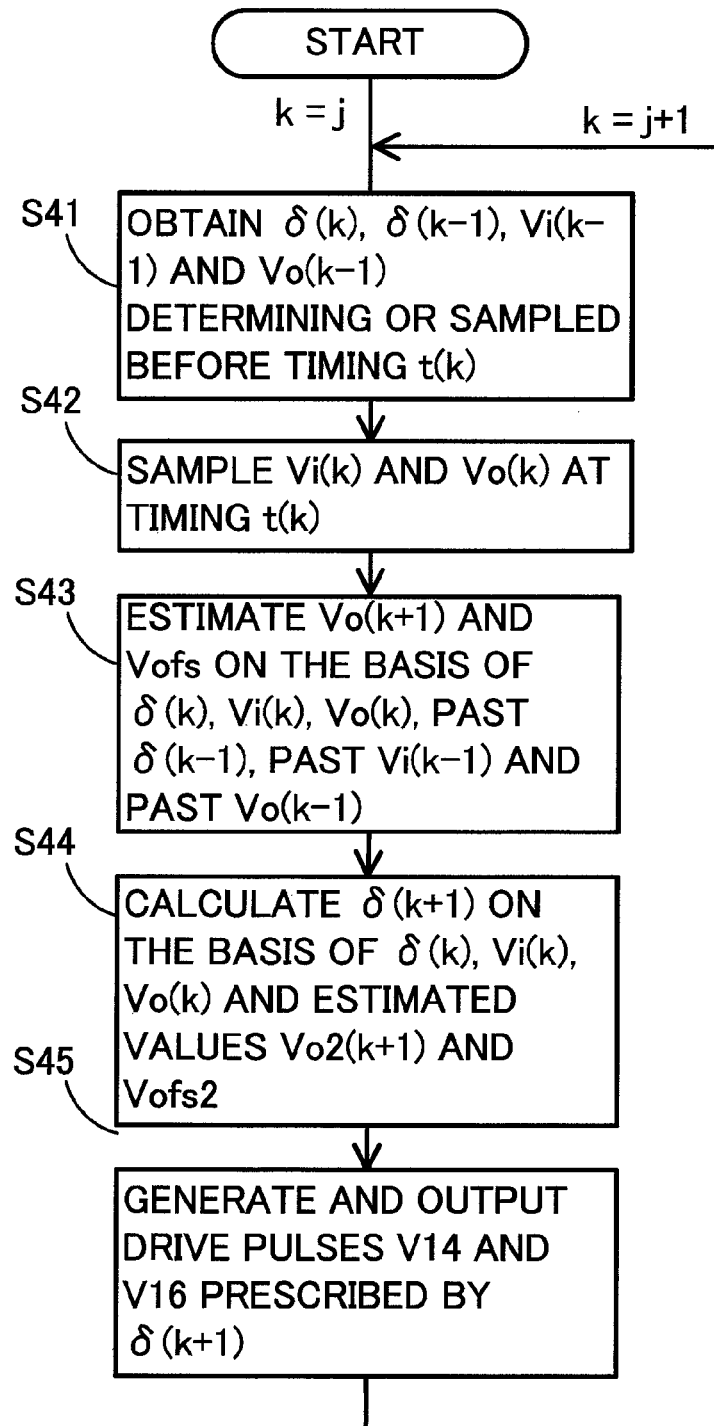 START
k = j
k = j+1
S41
OBTAIN δ(k), δ(k-1), Vi(k-
1) AND Vo(k-1)
DETERMINING OR SAMPLED
BEFORE TIMING t(k)
S42
SAMPLE Vi(k) AND Vo(k) AT
TIMING t(k)
S43
ESTIMATE Vo(k+1) AND
Vofs ON THE BASIS OF
δ(k), Vi(k), Vo(k), PAST
δ(k-1), PAST Vi(k-1) AND
PAST Vo(k-1)
S44
CALCULATE δ(k+1) ON
THE BASIS OF δ(k), Vi(k),
Vo(k) AND ESTIMATED
VALUES Vo2(k+1) AND
Vofs2
S45
GENERATE AND OUTPUT
DRIVE PULSES V14 AND
V16 PRESCRIBED BY
δ(k+1)